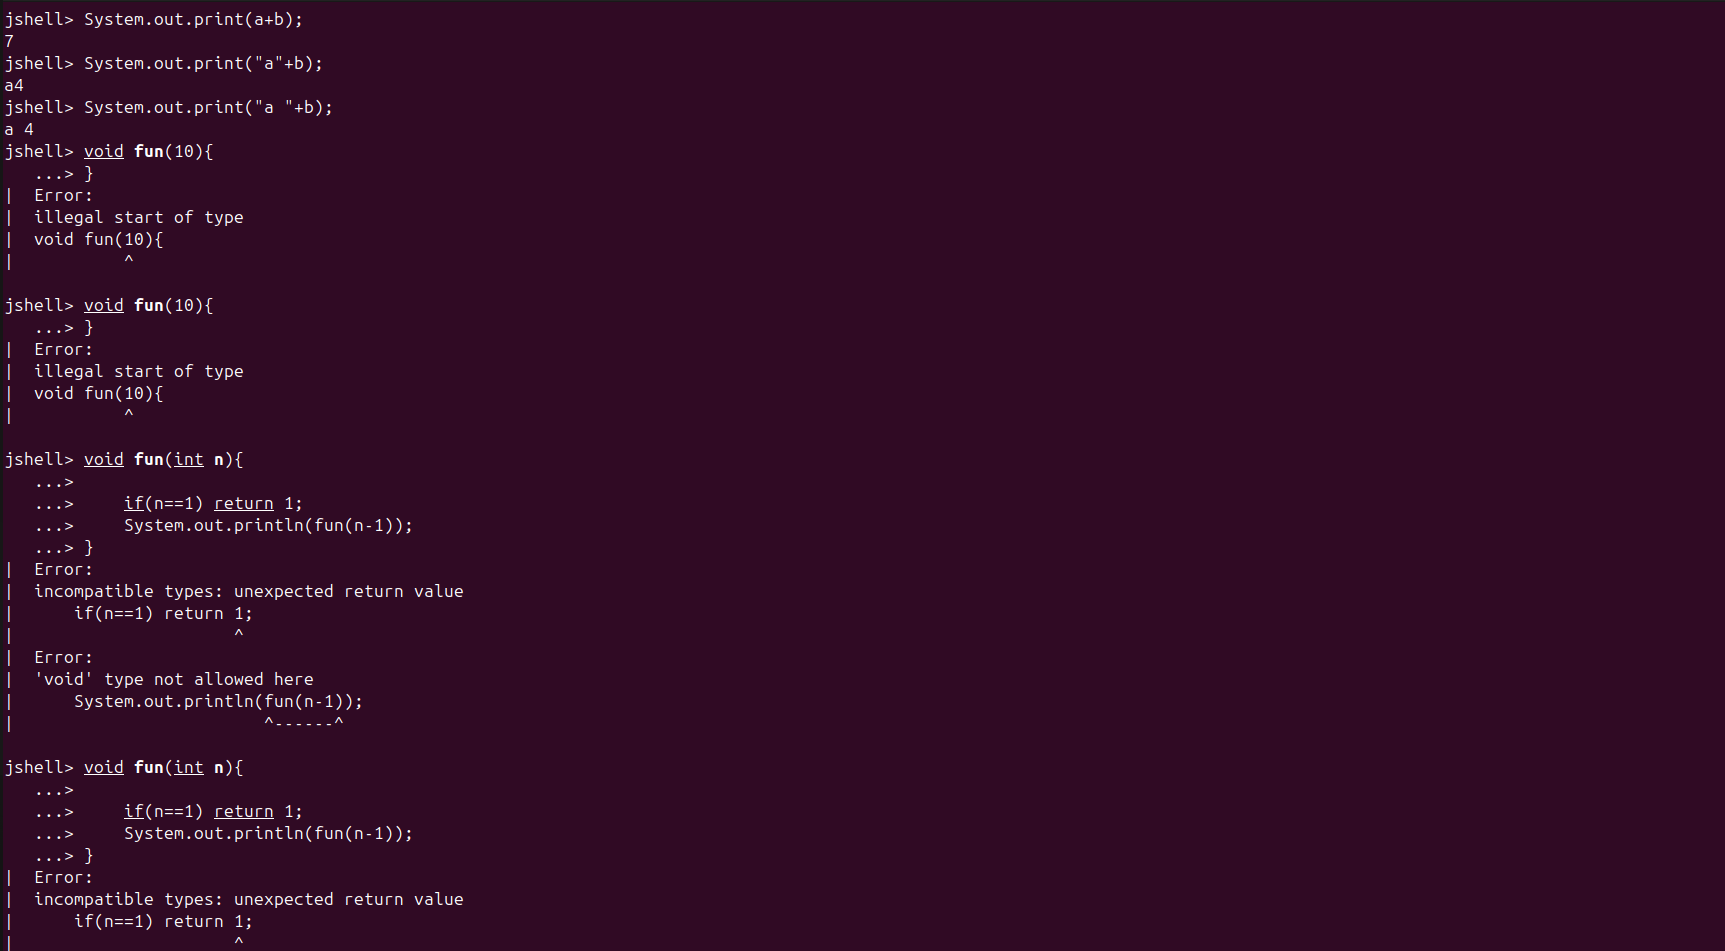 jshell> System.out.print(a+b);
7
jshell> System.out.print("a"+b);
a4
jshell> System.out.print("a "+b);
a 4
jshell> void fun(10){
   ...> }
|  Error:
|  illegal start of type
|  void fun(10){
|           ^

jshell> void fun(10){
   ...> }
|  Error:
|  illegal start of type
|  void fun(10){
|           ^

jshell> void fun(int n){
   ...>
   ...>     if(n==1) return 1;
   ...>     System.out.println(fun(n-1));
   ...> }
|  Error:
|  incompatible types: unexpected return value
|      if(n==1) return 1;
|                      ^
|  Error:
|  'void' type not allowed here
|      System.out.println(fun(n-1));
|                         ^------^

jshell> void fun(int n){
   ...>
   ...>     if(n==1) return 1;
   ...>     System.out.println(fun(n-1));
   ...> }
|  Error:
|  incompatible types: unexpected return value
|      if(n==1) return 1;
|                      ^